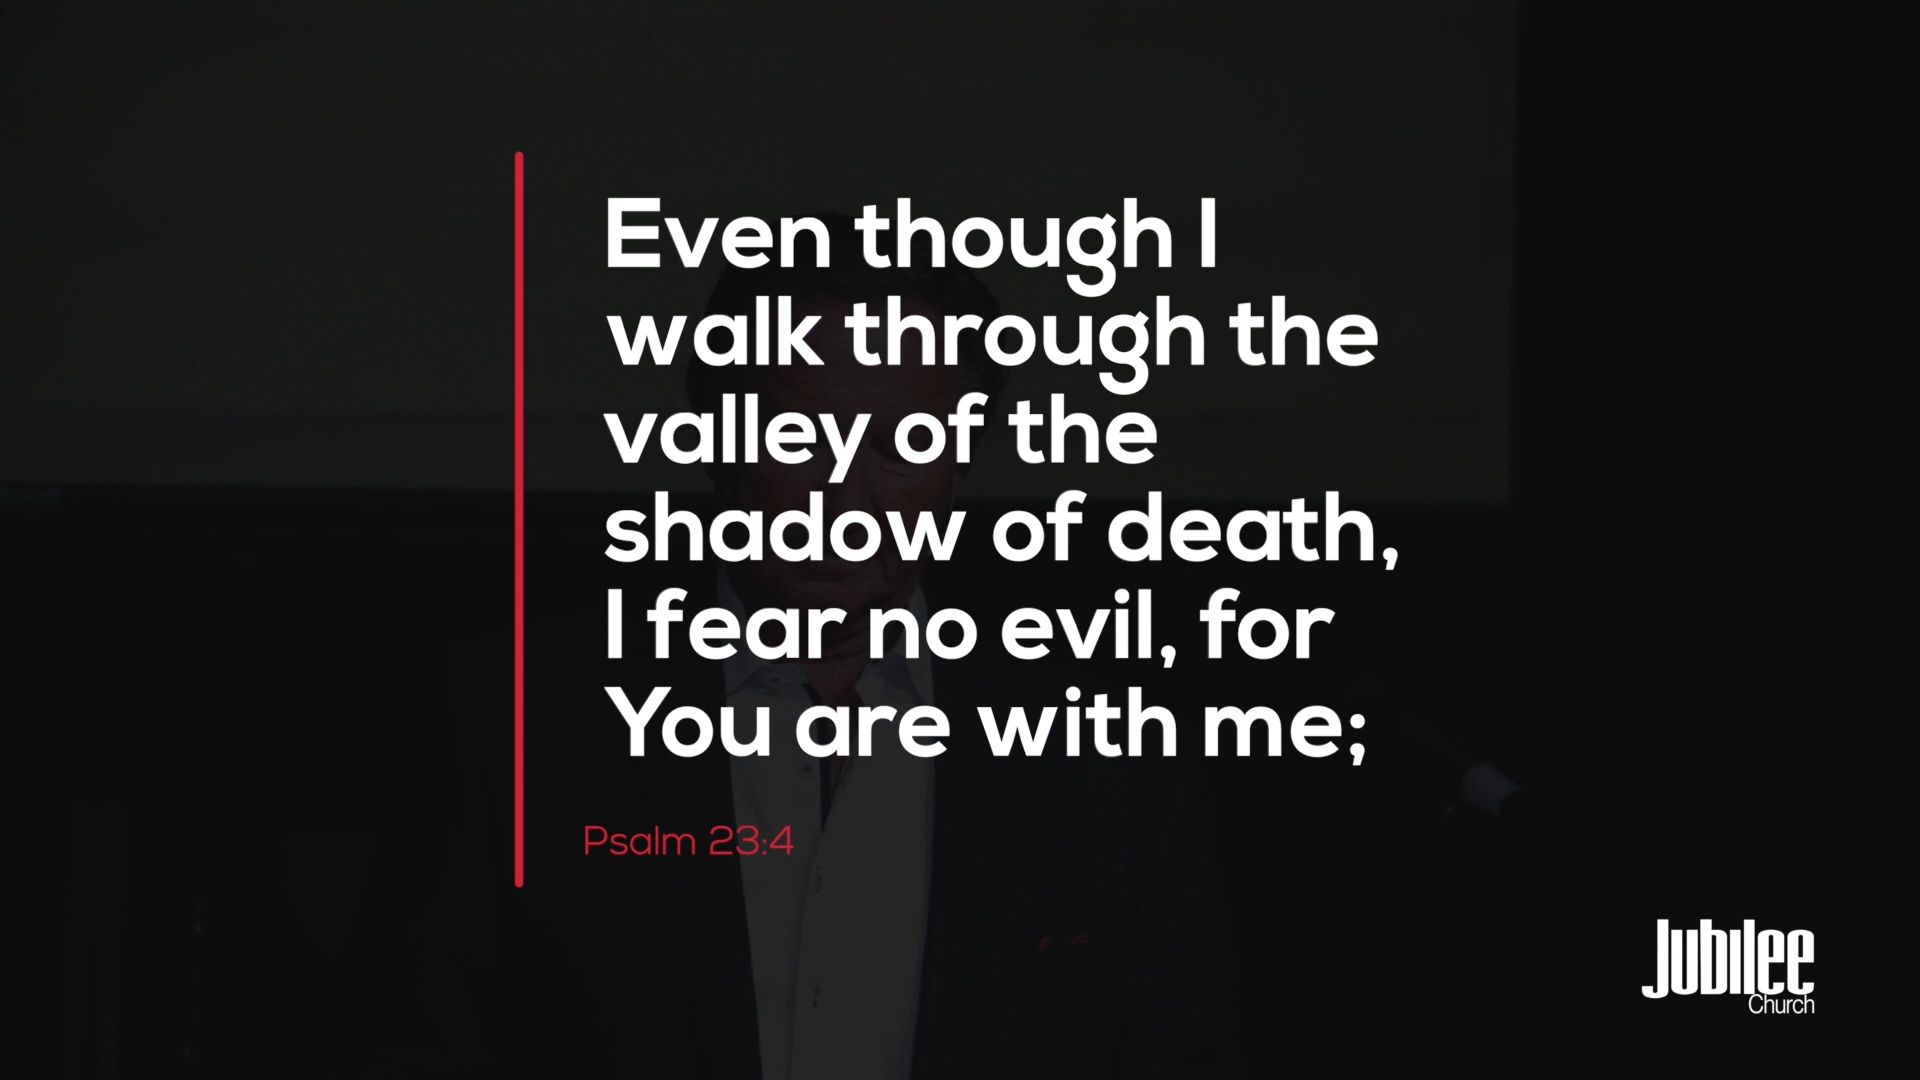 Even though I
walk through the
valley of the
shadow of death,
I fear no evil, for
You are with me;
Psalm 23:4
Jubilee
Church